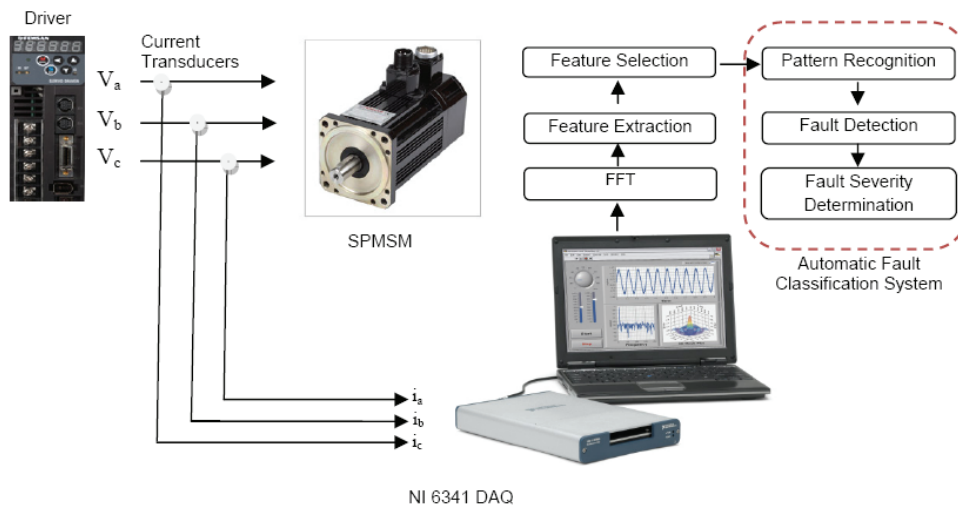 Driver
Current
Transducers
Va
Vb
Vc
SPMSM
Feature Selection
Feature Extraction
FFT
Pattern Recognition
Fault Detection
Fault Severity
Determination
Automatic Fault
Classification System
ia
ib
ic
NI 6341 DAQ